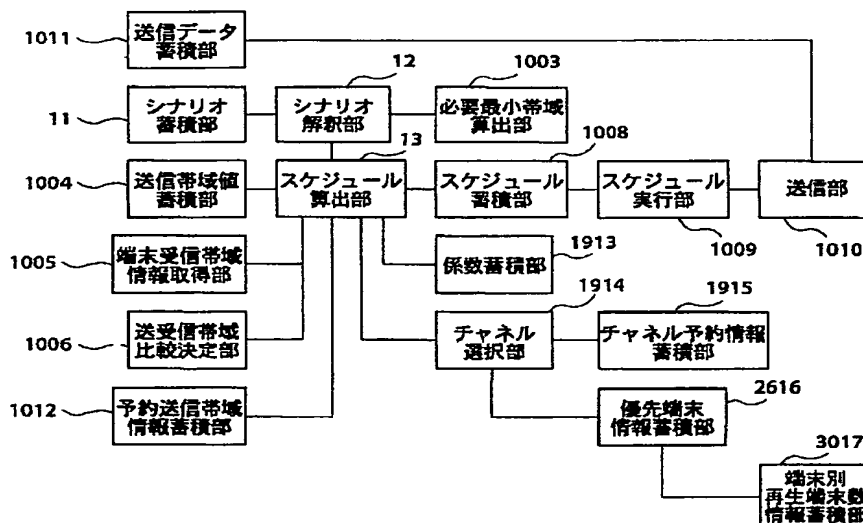 1011
送信データ
蓄積部
12
1003
11
シナリオ
蓄積部
シナリオ
解釈部
必要最小帯域
算出部
13
1008
1004
送信帯域値
蓄積部
スケジュール
算出部
スケジュール
蓄積部
スケジュール
実行部
送信部
1009
1010
1005
端末受信帯域
情報取得部
1913
係数蓄積部
1914
1915
1006
送受信帯域
比較決定部
チャネル
選択部
チャネル予約情報
蓄積部
1012
予約送信帯域
情報蓄積部
2616
優先端末
情報蓄積部
3017
端末別
再生端末数
情報蓄積部